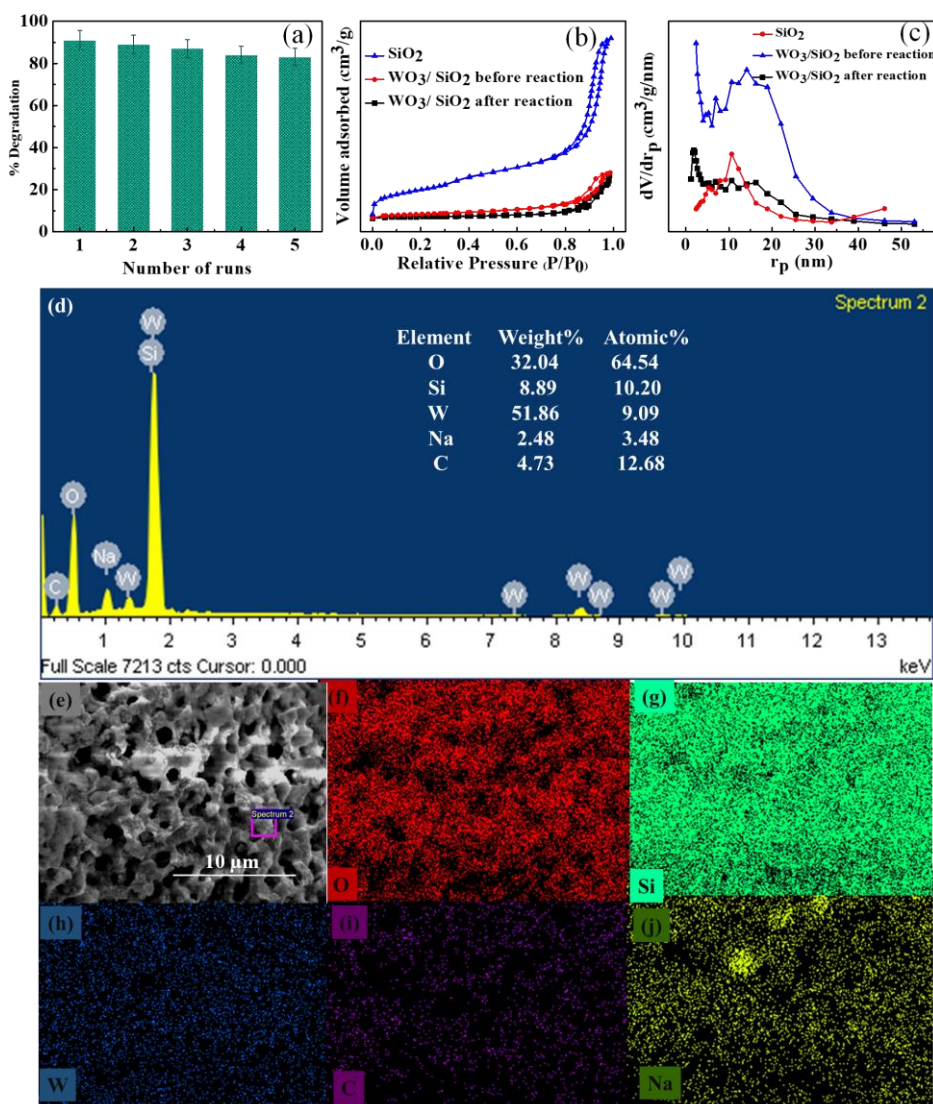 (a)
% Degradation
100
80
60
40
20
0
1 2 3 4 5
Number of runs
(b)
Volume adsorbed (cm³/g)
SiO₂
WO₃/ SiO₂ before reaction
WO₃/ SiO₂ after reaction
0.0 0.2 0.4 0.6 0.8 1.0
Relative Pressure (P/P₀)
(c)
dV/drₚ (cm³/g/nm)
SiO₂
WO₃/SiO₂ before reaction
WO₃/SiO₂ after reaction
0 10 20 30 40 50
rₚ (nm)
(d)
Spectrum 2
Element Weight% Atomic%
O 32.04 64.54
Si 8.89 10.20
W 51.86 9.09
Na 2.48 3.48
C 4.73 12.68
W
Si
O
Na
C
W
W
W
W
W
W
1 2 3 4 5 6 7 8 9 10 11 12 13
Full Scale 7213 cts Cursor: 0.000
keV
(e)
Spectrum 2
10 µm
(f)
O
(g)
Si
(h)
W
(i)
C
(j)
Na